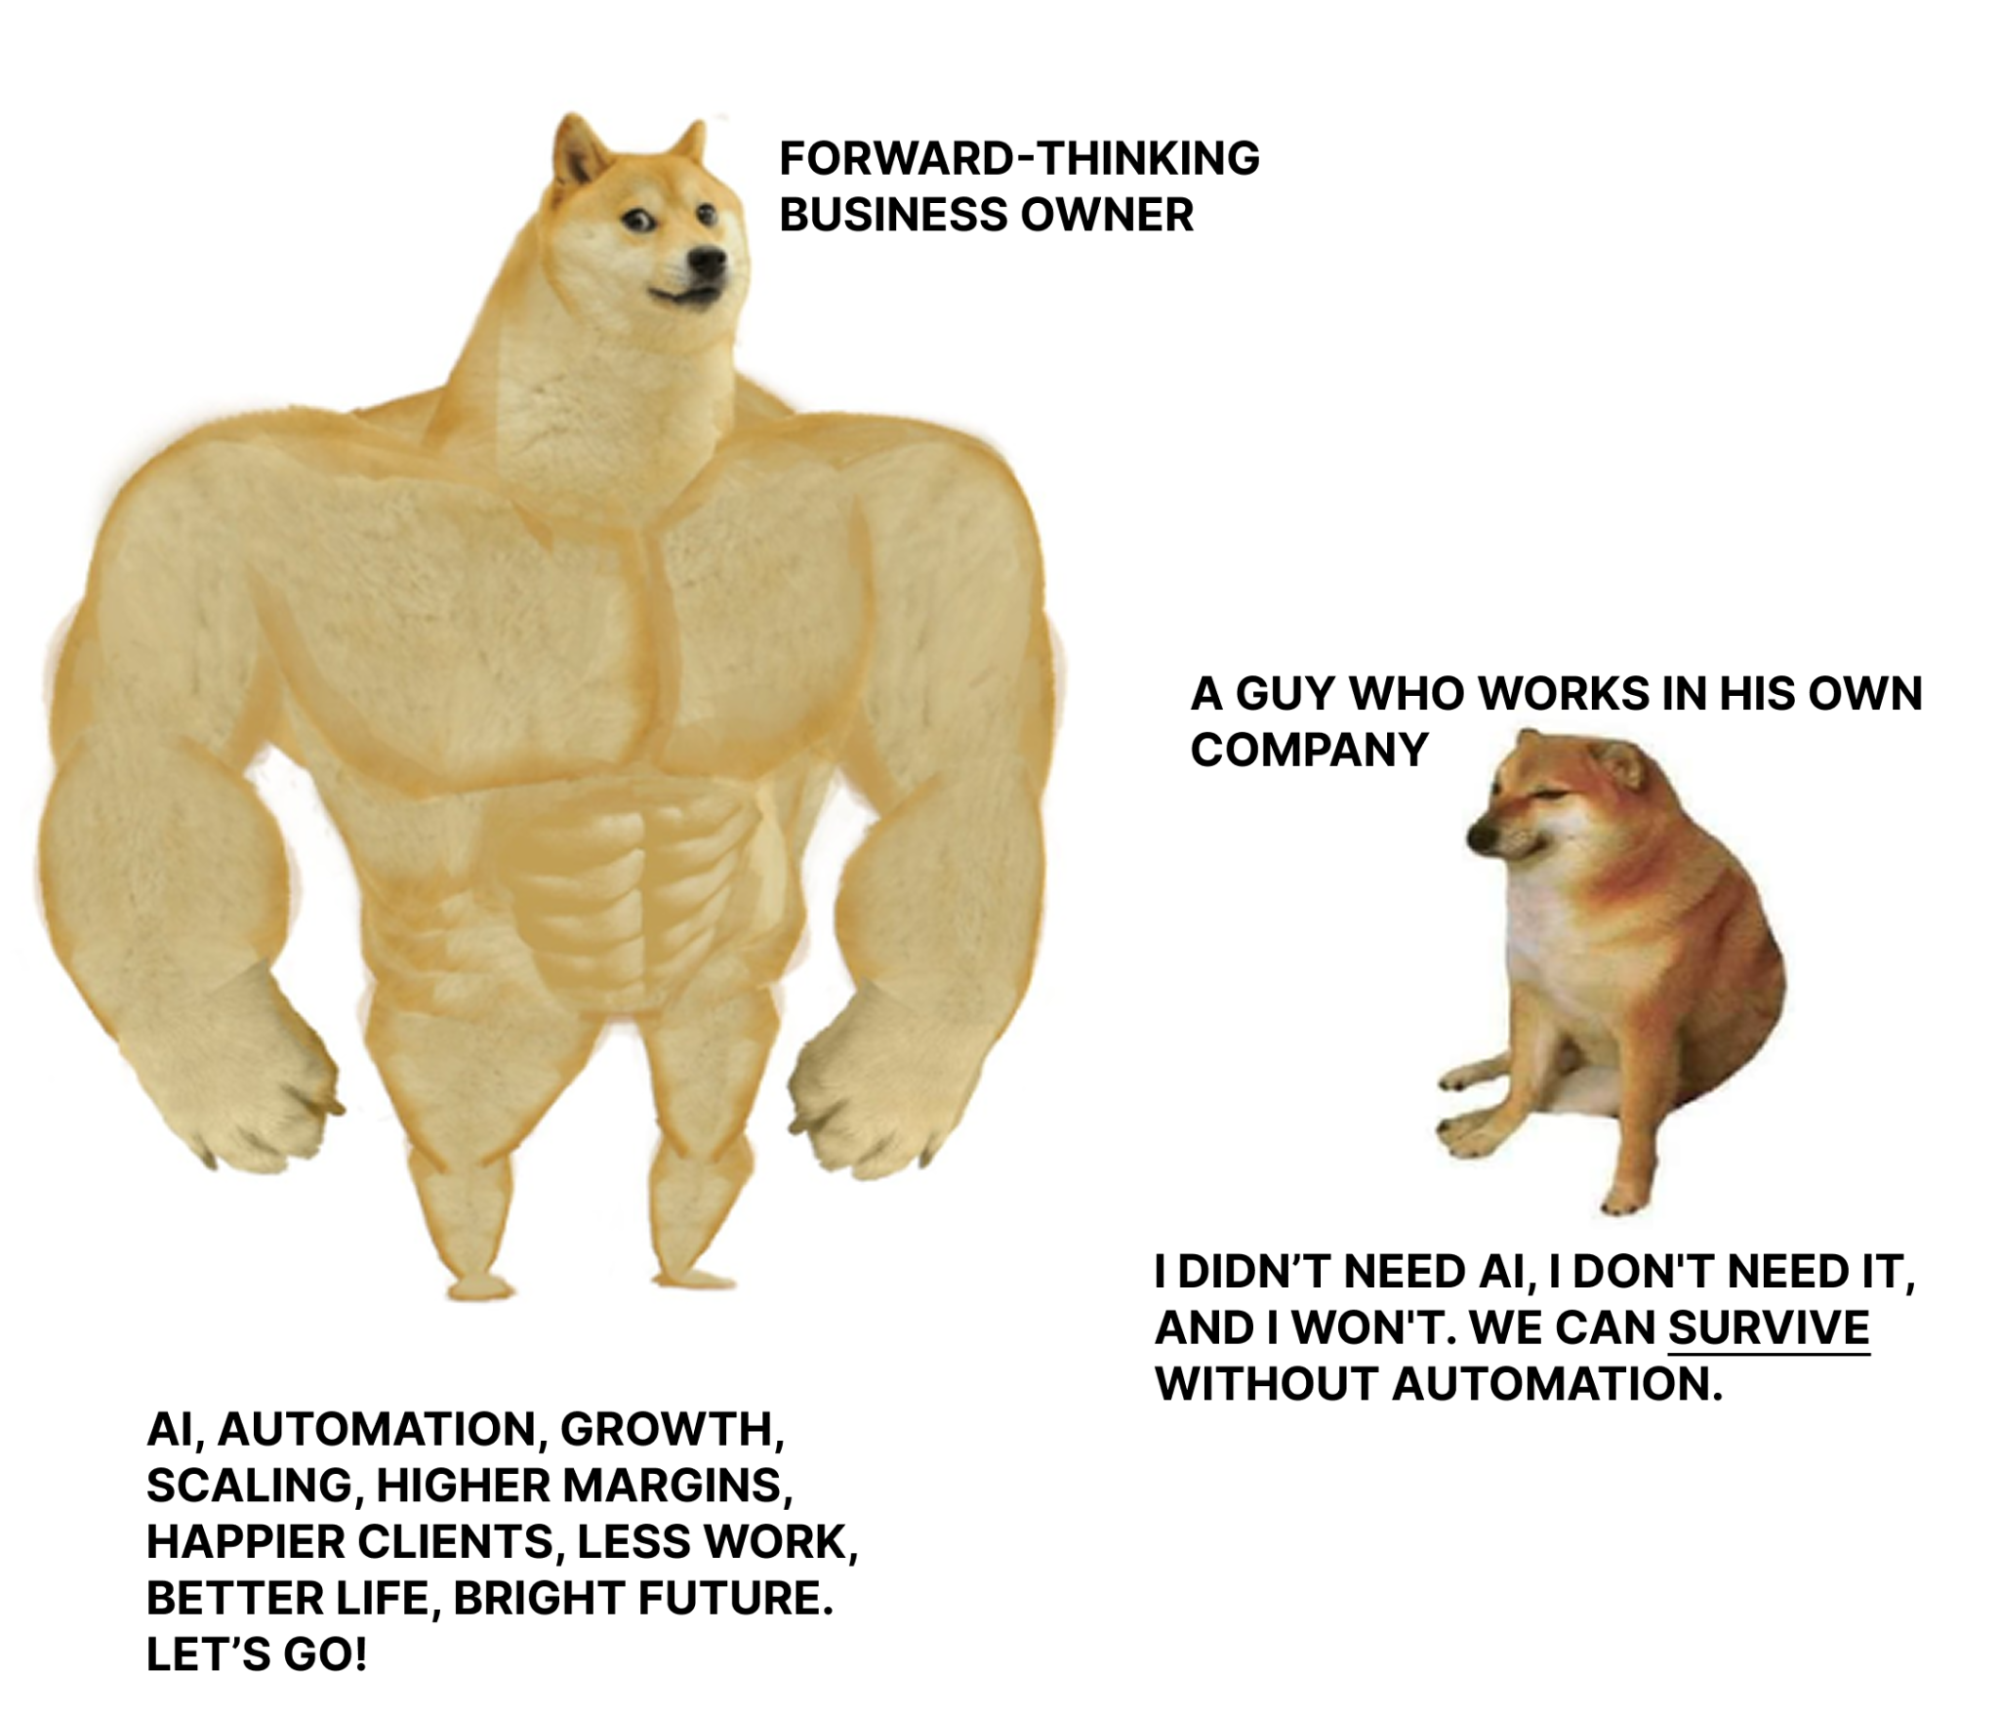 FORWARD-THINKING
BUSINESS OWNER
A GUY WHO WORKS IN HIS OWN
COMPANY
I DIDN’T NEED AI, I DON'T NEED IT,
AND I WON'T. WE CAN SURVIVE
WITHOUT AUTOMATION.
AI, AUTOMATION, GROWTH,
SCALING, HIGHER MARGINS,
HAPPIER CLIENTS, LESS WORK,
BETTER LIFE, BRIGHT FUTURE.
LET’S GO!